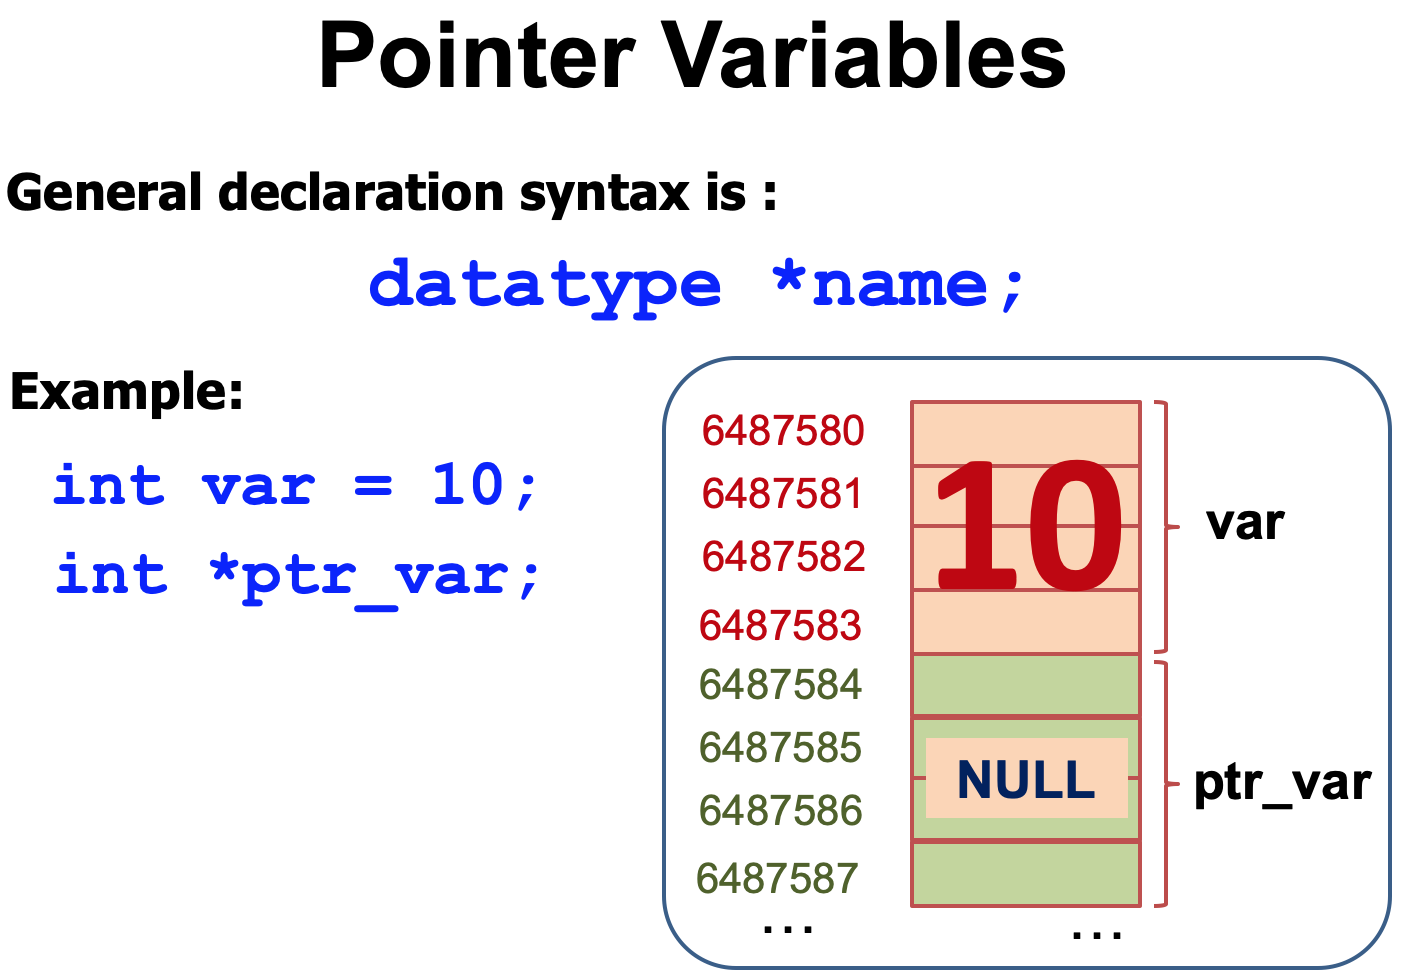 Pointer Variables
General declaration syntax is :
datatype *name;
Example:
int var = 10;
int *ptr_var;
6487580
6487581
6487582
6487583
6487584
6487585
6487586
6487587
...
10
NULL
...
var
ptr_var